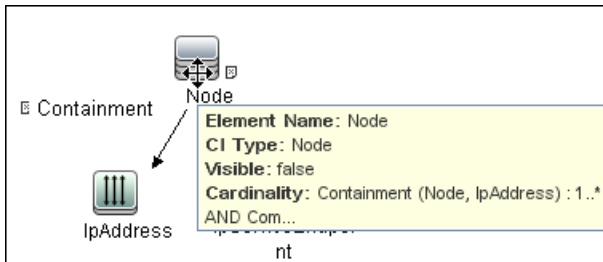 Node
Containment
Element Name: Node
CI Type: Node
Visible: false
Cardinality: Containment (Node, IpAddress) : 1..*
AND Com...
IpAddress
nt